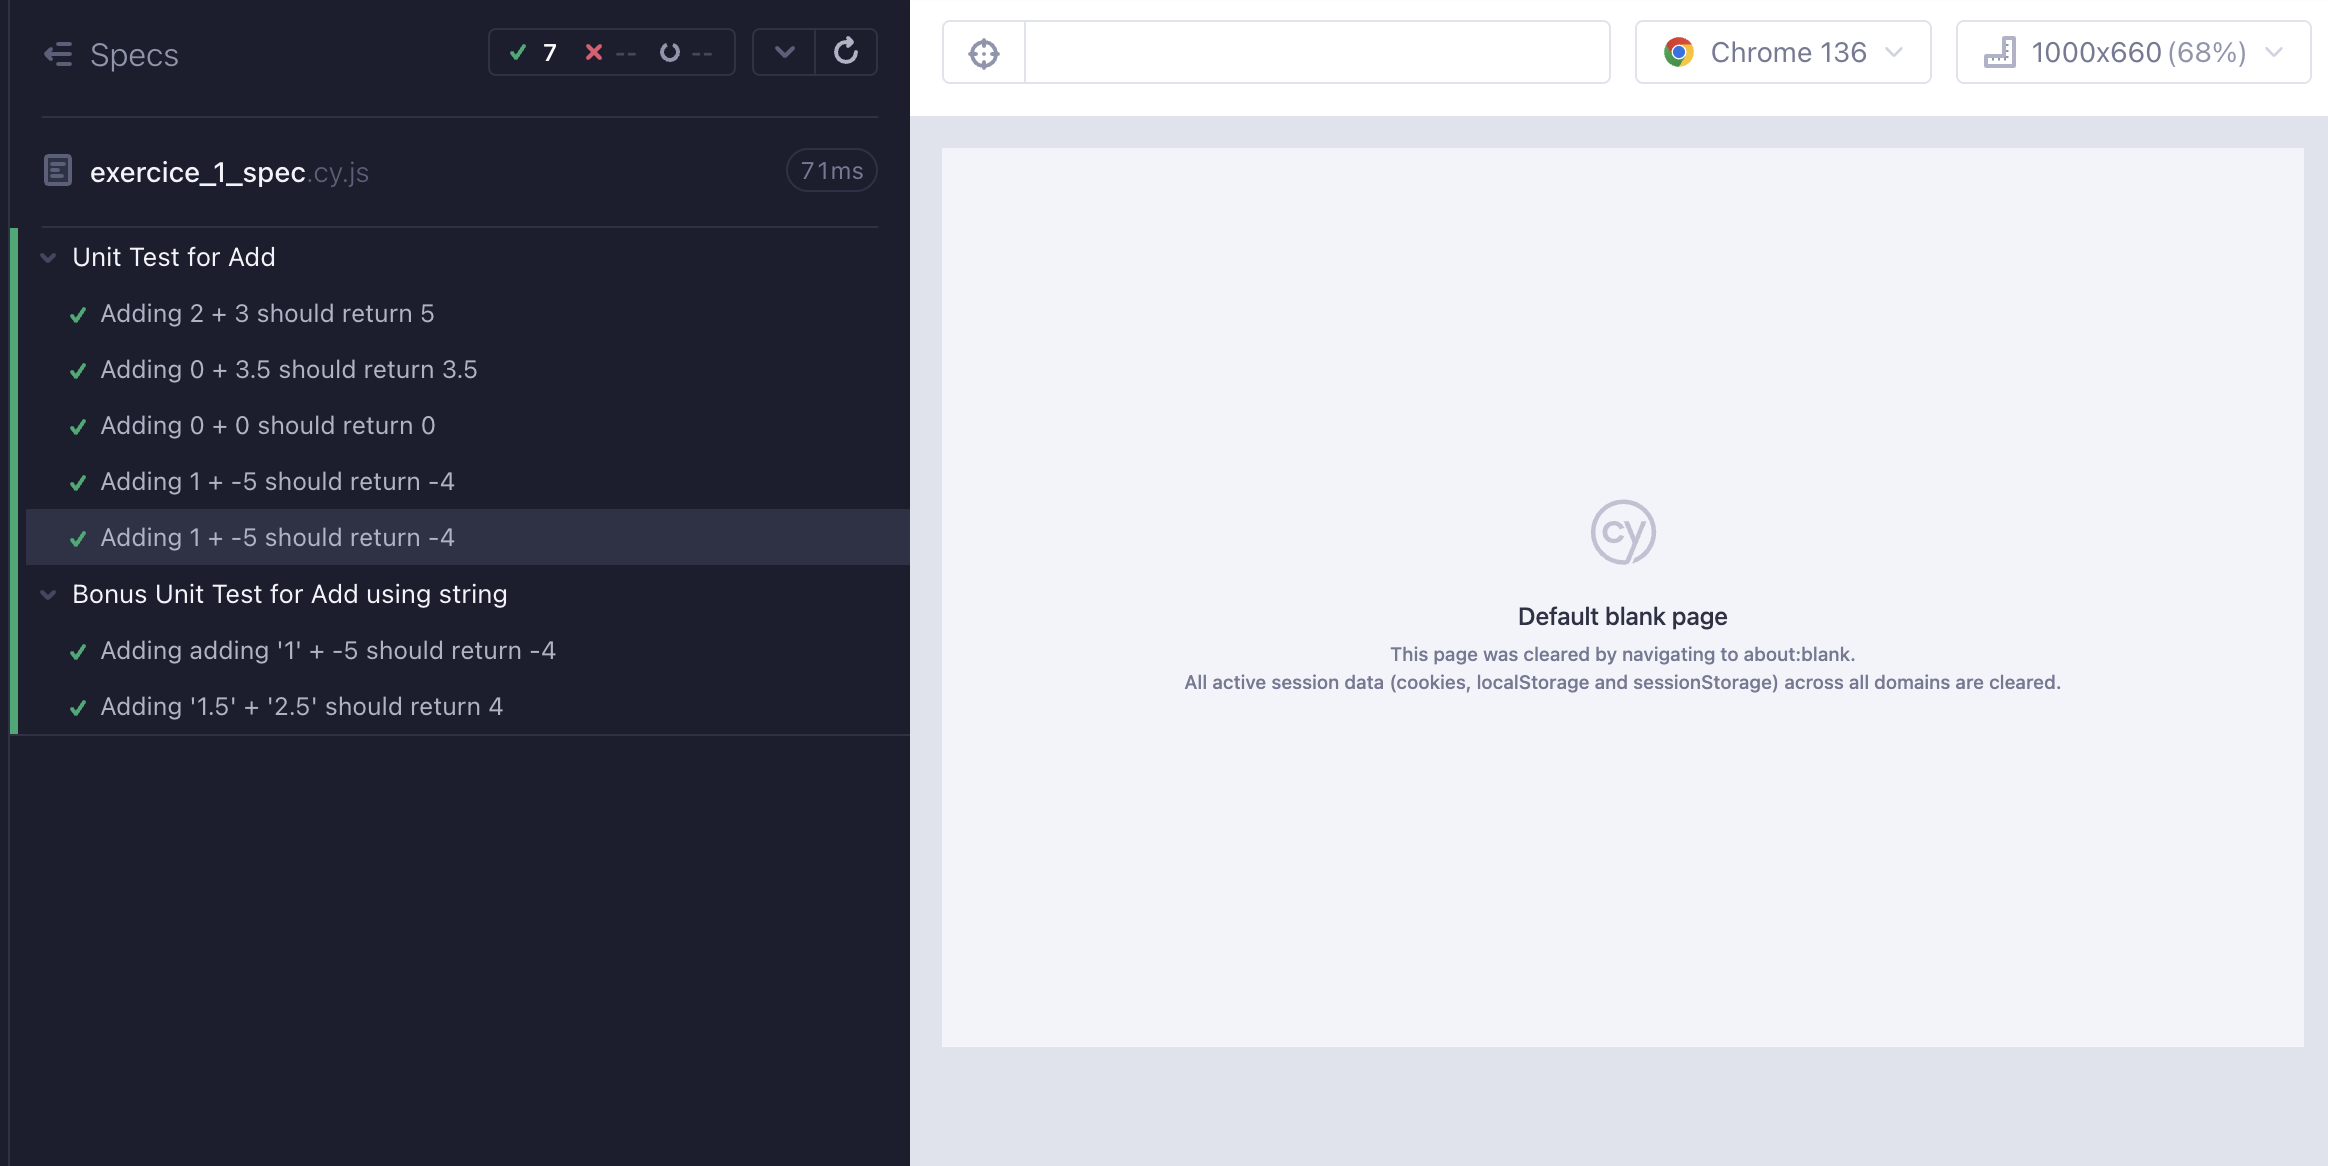 Specs
7 -- --
exercice_1_spec.cy.js
71ms
Unit Test for Add
Adding 2 + 3 should return 5
Adding 0 + 3.5 should return 3.5
Adding 0 + 0 should return 0
Adding 1 + -5 should return -4
Adding 1 + -5 should return -4
Bonus Unit Test for Add using string
Adding adding '1' + -5 should return -4
Adding '1.5' + '2.5' should return 4
Chrome 136
1000x660 (68%)
cy
Default blank page
This page was cleared by navigating to about:blank.
All active session data (cookies, localStorage and sessionStorage) across all domains are cleared.